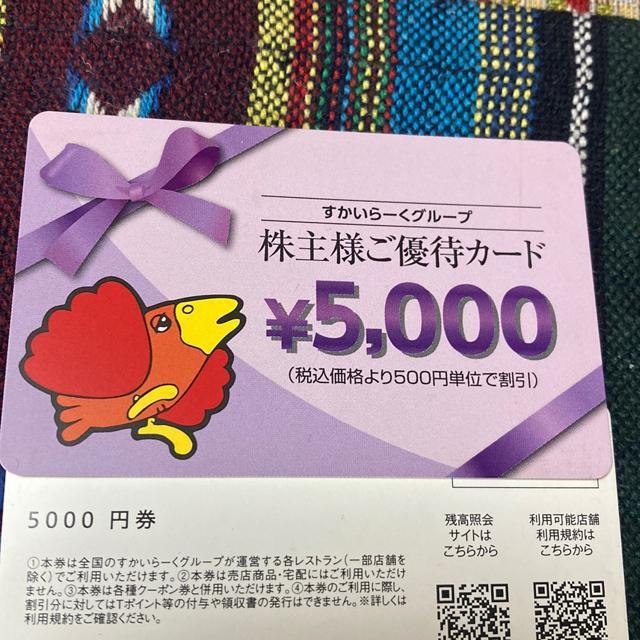 すかいらーくグループ
株主様ご優待カード
¥5,000
(税込価格より500円単位で割引)
5000 円券
①本券は全国のすかいらーくグループが運営する各レストラン(一部店舗を
除く)でご利用いただけます。②本券は売店商品・宅配にはご利用いただけ
ません。③本券は各種クーポン券と併用いただけます。④本券のご利用に際し、
割引分に対してはTポイント等の付与や領収書の発行はできません。※詳しくは
利用規約をご確認ください。
残高照会
サイトは
こちらから
利用可能店舗
利用規約は
こちらから